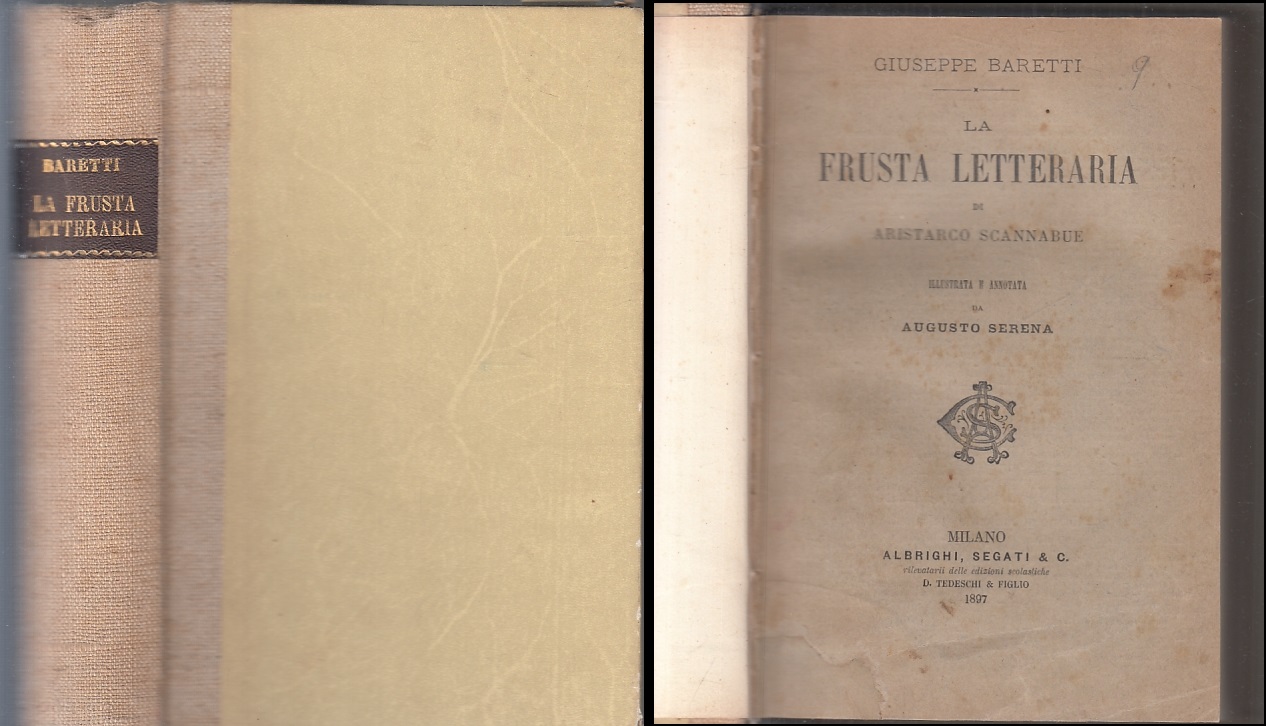 BARETTI
LA FRUSTA
LETTERARIA
GIUSEPPE BARETTI
9.
LA
FRUSTA LETTERARIA
DI
ARISTARCO SCANNABUE
ILLUSTRATA E ANNOTATA
DA
AUGUSTO SERENA
MILANO
ALBRIGHI, SEGATI & C.
rilevatarii delle edizioni scolastiche
D. TEDESCHI & FIGLIO
1897